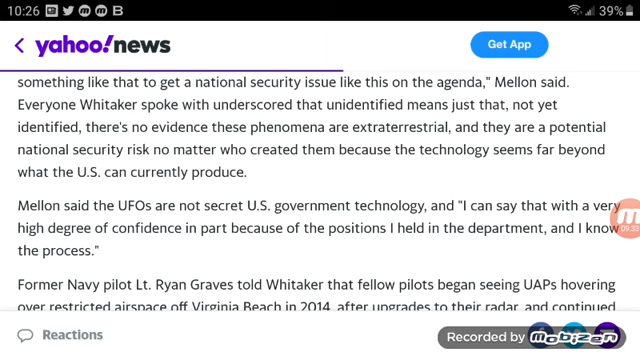 10:26
39%
yahoo!news
Get App
something like that to get a national security issue like this on the agenda," Mellon said.
Everyone Whitaker spoke with underscored that unidentified means just that, not yet
identified, there's no evidence these phenomena are extraterrestrial, and they are a potential
national security risk no matter who created them because the technology seems far beyond
what the U.S. can currently produce.
Mellon said the UFOs are not secret U.S. government technology, and "I can say that with a very
high degree of confidence in part because of the positions I held in the department, and I know
09:33
the process."
Former Navy pilot Lt. Ryan Graves told Whitaker that fellow pilots began seeing UAPs hovering
over restricted airspace off Virginia Beach in 2014, after upgrades to their radar, and continued
Reactions
Recorded by
mobizen